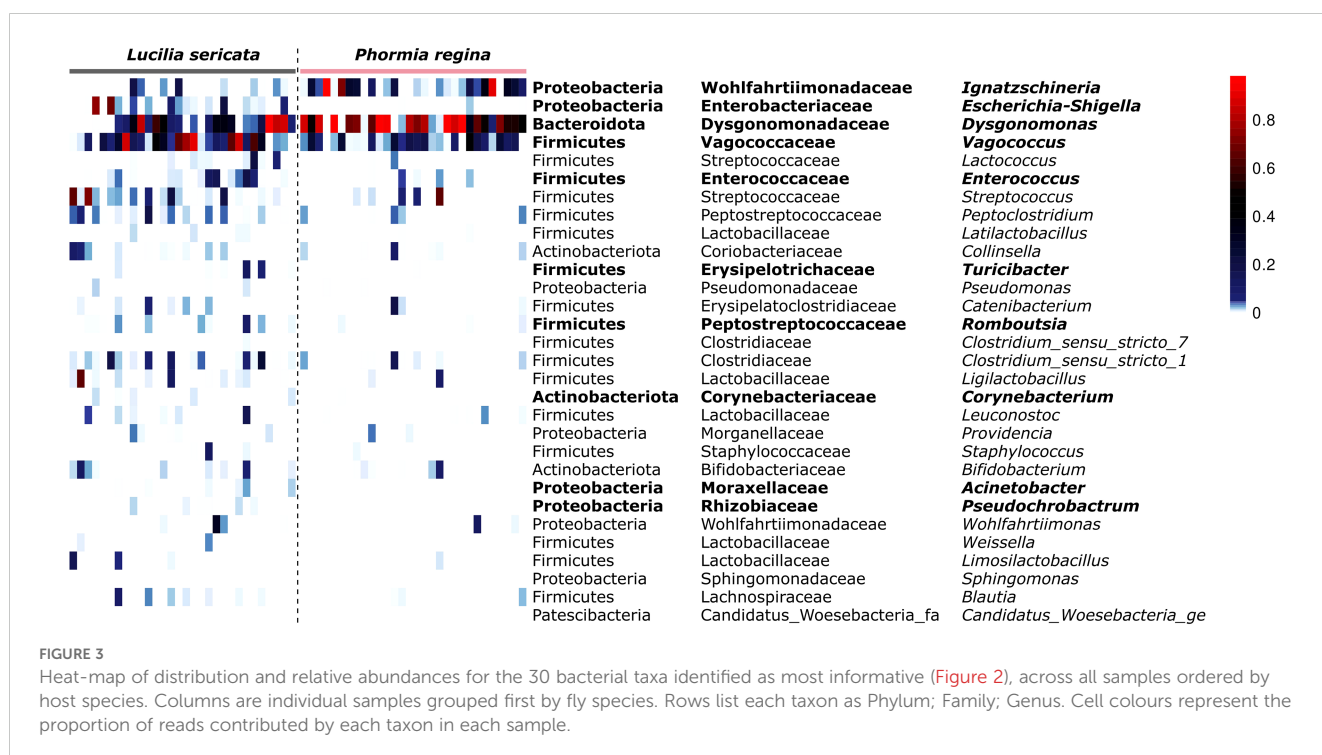 Lucilia sericata Phormia regina
Proteobacteria Wohlfahrtiimonadaceae Ignatzschineria
Proteobacteria Enterobacteriaceae Escherichia-Shigella
Bacteroidota Dysgonomonadaceae Dysgonomonas
Firmicutes Vagococcaceae Vagococcus
Firmicutes Streptococcaceae Lactococcus
Firmicutes Enterococcaceae Enterococcus
Firmicutes Streptococcaceae Streptococcus
Firmicutes Peptostreptococcaceae Peptoclostridium
Firmicutes Lactobacillaceae Latilactobacillus
Actinobacteriota Coriobacteriaceae Collinsella
Firmicutes Erysipelotrichaceae Turicibacter
Proteobacteria Pseudomonadaceae Pseudomonas
Firmicutes Erysipelatoclostridiaceae Catenibacterium
Firmicutes Peptostreptococcaceae Romboutsia
Firmicutes Clostridiaceae Clostridium_sensu_stricto_7
Firmicutes Clostridiaceae Clostridium_sensu_stricto_1
Firmicutes Lactobacillaceae Ligilactobacillus
Actinobacteriota Corynebacteriaceae Corynebacterium
Firmicutes Lactobacillaceae Leuconostoc
Proteobacteria Morganellaceae Providencia
Firmicutes Staphylococcaceae Staphylococcus
Actinobacteriota Bifidobacteriaceae Bifidobacterium
Proteobacteria Moraxellaceae Acinetobacter
Proteobacteria Rhizobiaceae Pseudochrobactrum
Proteobacteria Wohlfahrtiimonadaceae Wohlfahrtiimonas
Firmicutes Lactobacillaceae Weissella
Firmicutes Lactobacillaceae Limosilactobacillus
Proteobacteria Sphingomonadaceae Sphingomonas
Firmicutes Lachnospiraceae Blautia
Patescibacteria Candidatus_Woesebacteria_fa Candidatus_Woesebacteria_ge
0.8
0.6
0.4
0.2
0
FIGURE 3
Heat-map of distribution and relative abundances for the 30 bacterial taxa identified as most informative (Figure 2), across all samples ordered by
host species. Columns are individual samples grouped first by fly species. Rows list each taxon as Phylum; Family; Genus. Cell colours represent the
proportion of reads contributed by each taxon in each sample.